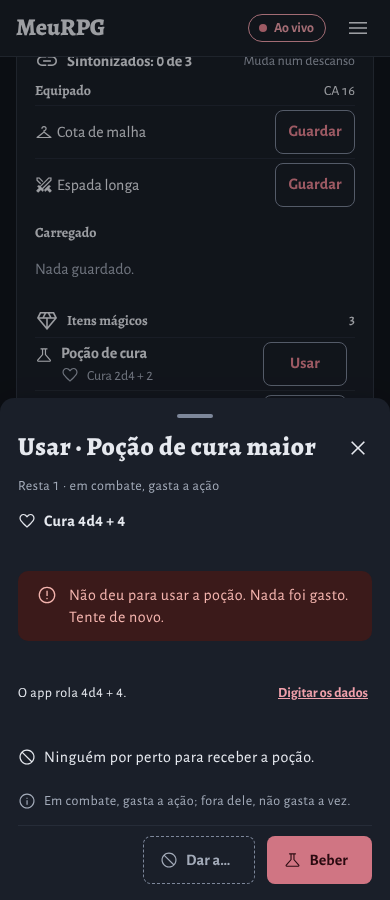 MeuRPG
Ao vivo
Sintonizados: 0 de 3
Muda num descanso
Equipado
CA 16
Cota de malha
Guardar
Espada longa
Guardar
Carregado
Nada guardado.
Itens mágicos
3
Poção de cura
Cura 2d4 + 2
Usar
Usar · Poção de cura maior
Resta 1 · em combate, gasta a ação
Cura 4d4 + 4
Não deu para usar a poção. Nada foi gasto.
Tente de novo.
O app rola 4d4 + 4.
Digitar os dados
Ninguém por perto para receber a poção.
Em combate, gasta a ação; fora dele, não gasta a vez.
Dar a...
Beber